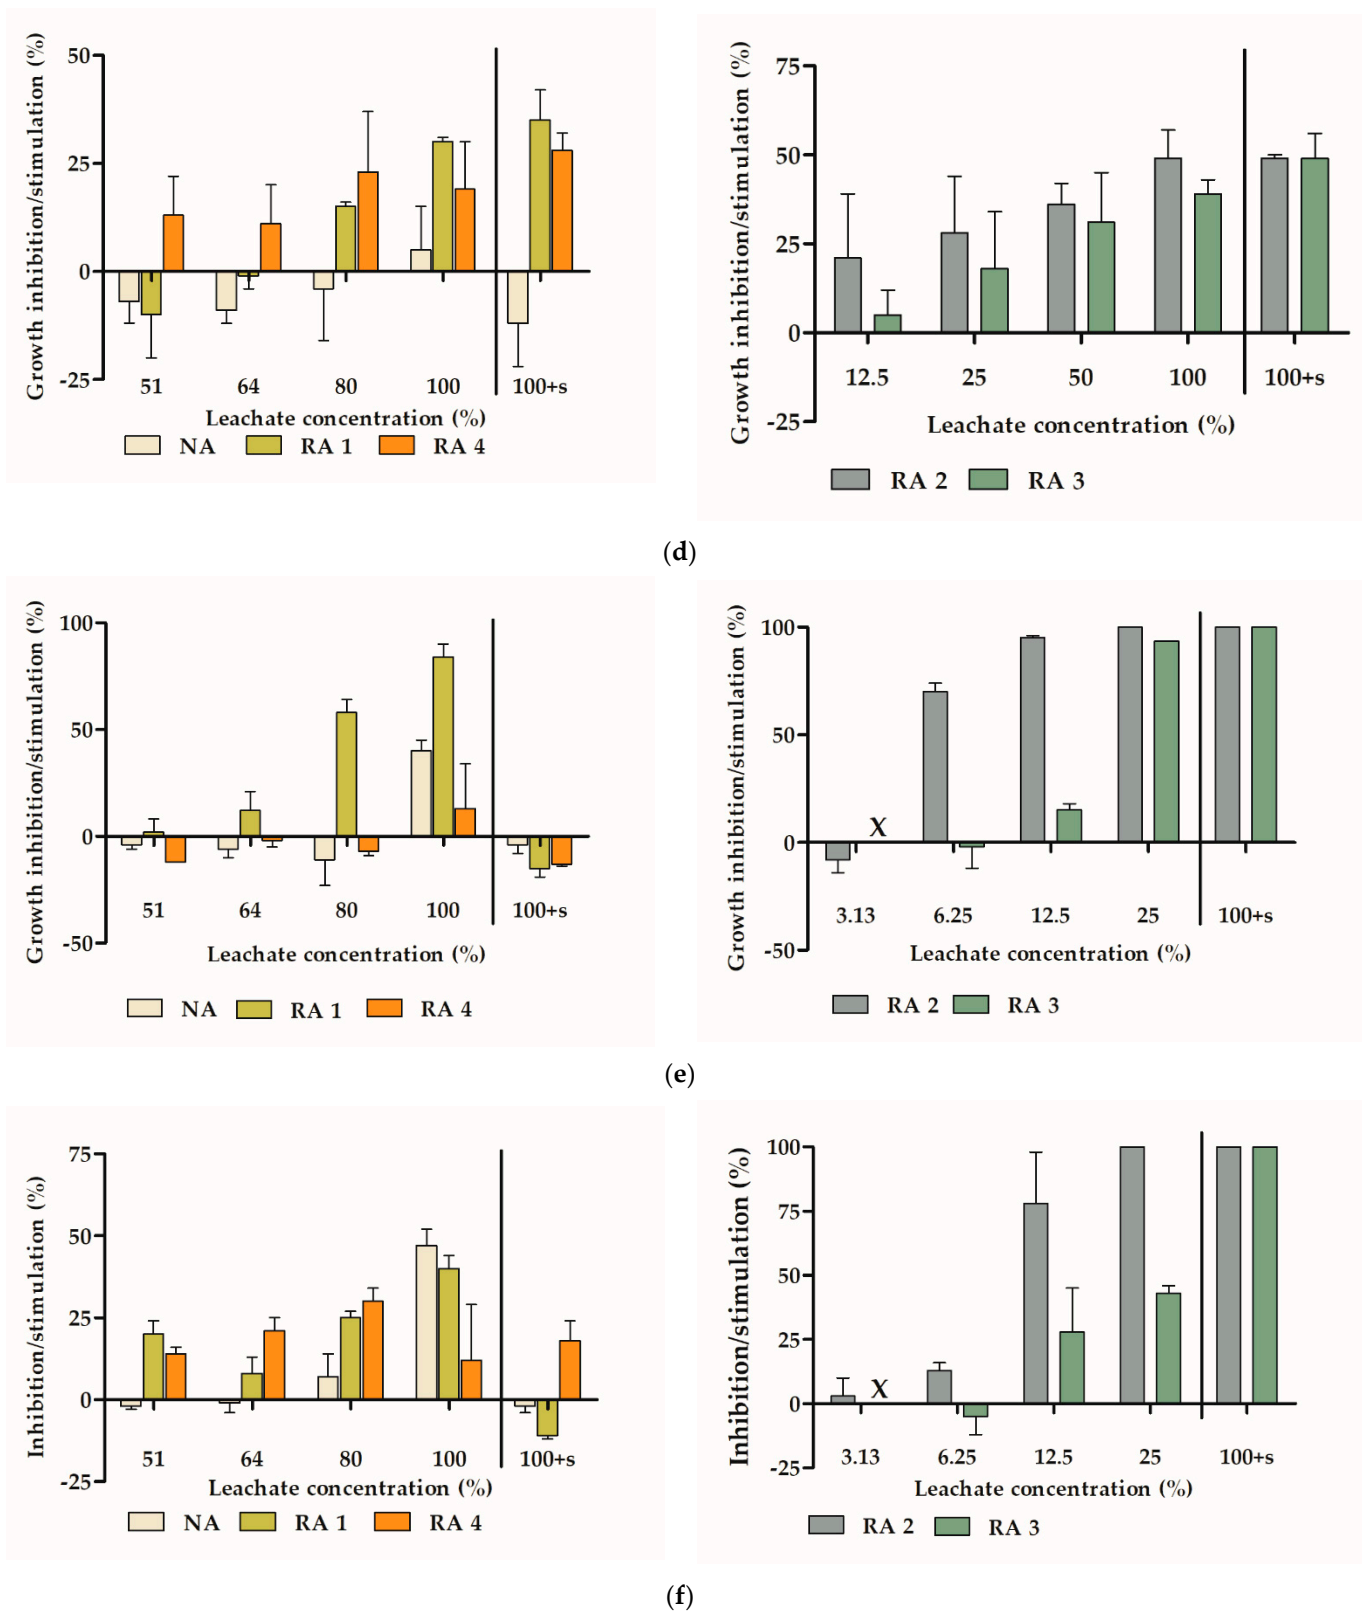 Growth inhibition/stimulation (%)
50
25
0
-25
51 64 80 100 100+s
Leachate concentration (%)
NA RA 1 RA 4
Growth inhibition/stimulation (%)
75
50
25
0
-25
12.5 25 50 100 100+s
Leachate concentration (%)
RA 2 RA 3
(d)
Growth inhibition/stimulation (%)
100
50
0
-50
51 64 80 100 100+s
Leachate concentration (%)
NA RA 1 RA 4
Growth inhibition/stimulation (%)
100
50
0
-50
X
3.13 6.25 12.5 25 100+s
Leachate concentration (%)
RA 2 RA 3
(e)
Inhibition/stimulation (%)
75
50
25
0
-25
51 64 80 100 100+s
Leachate concentration (%)
NA RA 1 RA 4
Inhibition/stimulation (%)
100
75
50
25
0
-25
X
3.13 6.25 12.5 25 100+s
Leachate concentration (%)
RA 2 RA 3
(f)